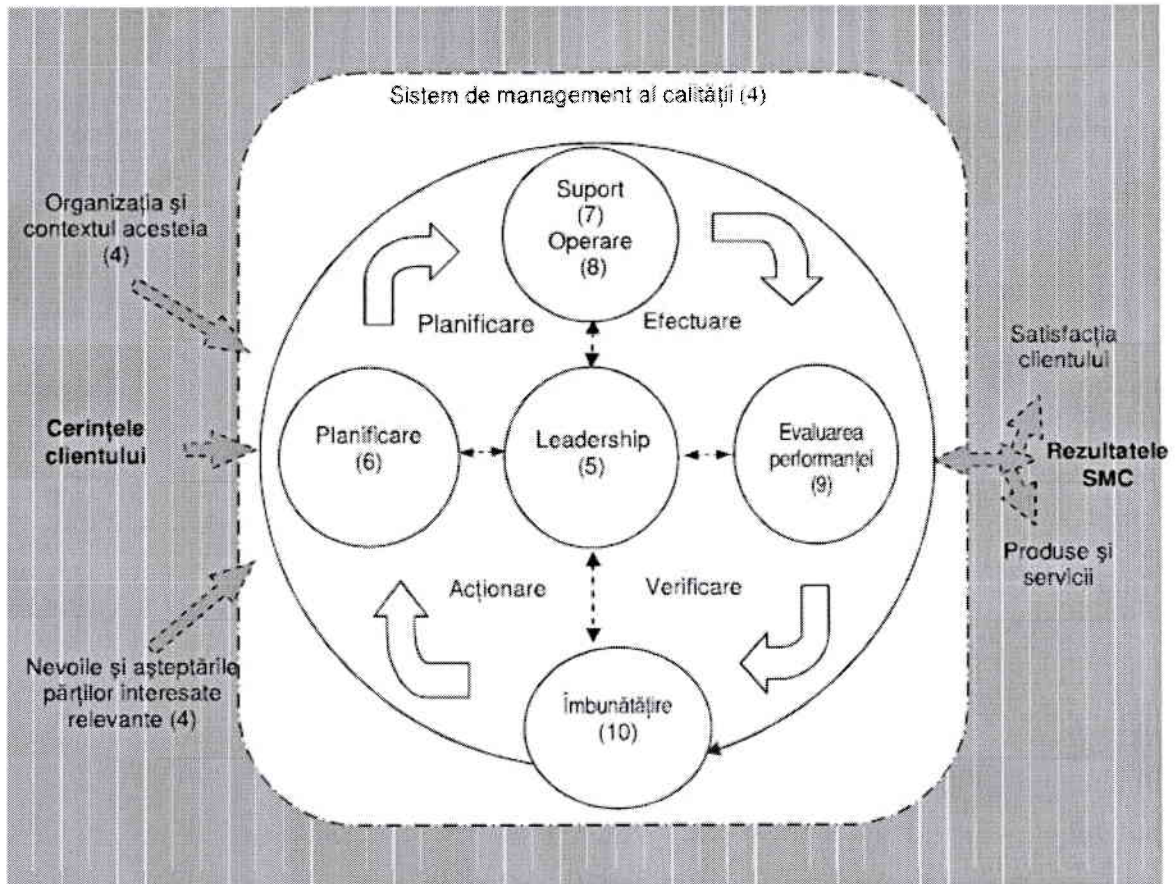 Sistem de management al calității (4)
Organizația și
contextul acesteia
(4)
Suport
(7)
Operare
(8)
Planificare
Efectuare
Satisfacția
clientului
Cerințele
clientului
Planificare
(6)
Leadership
(5)
Evaluarea
performanței
(9)
Rezultatele
SMC
Acționare
Verificare
Produse și
servicii
Nevoile și așteptările
părților interesate
relevante (4)
Îmbunătățire
(10)